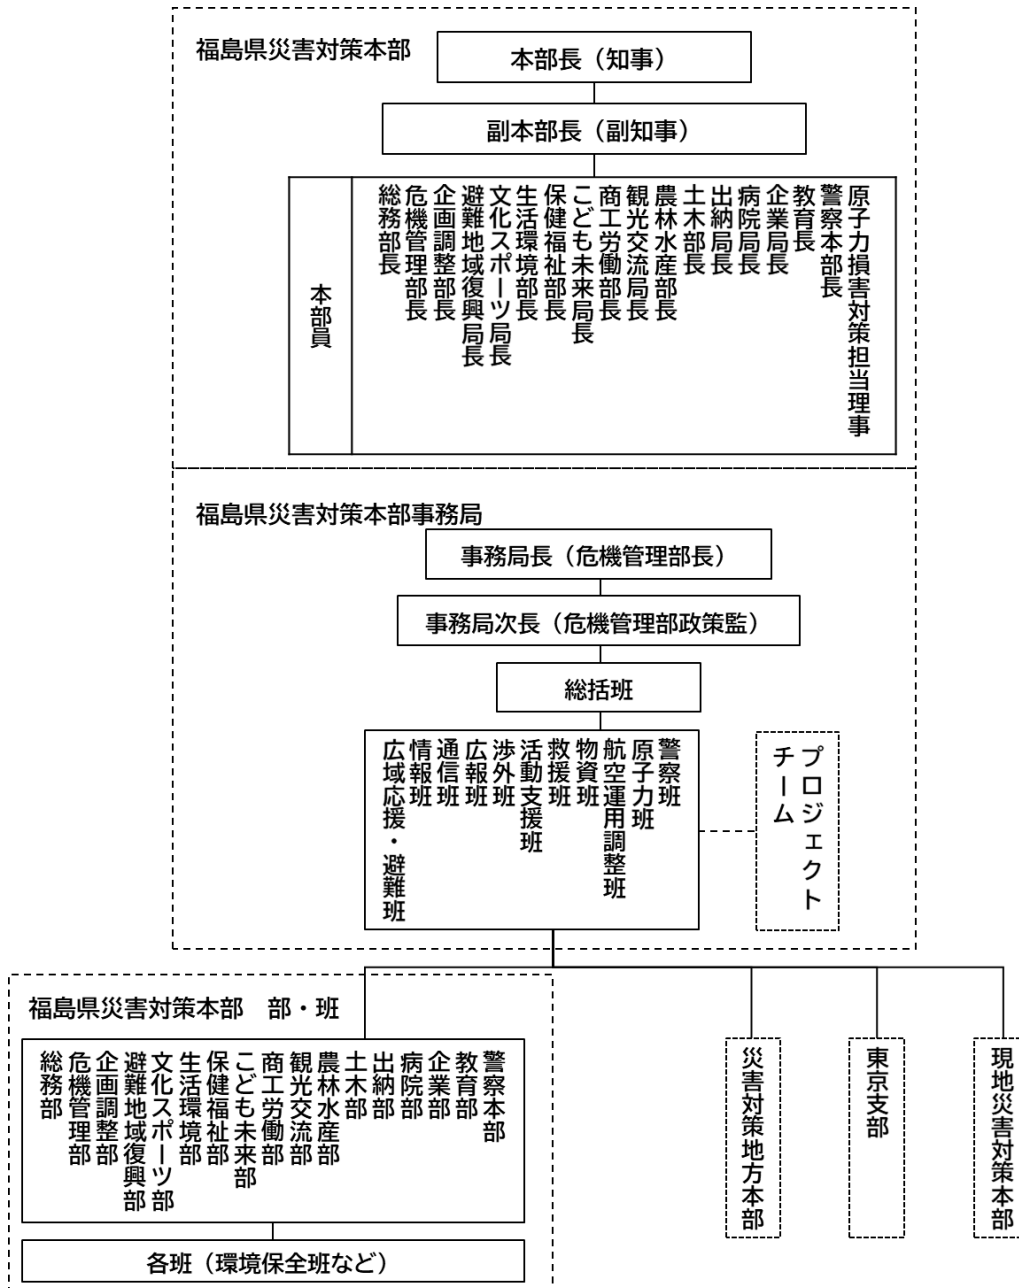 福島県災害対策本部
本部長（知事）
副本部長（副知事）
本部員
総務部長
危機管理部長
企画調整部長
避難地域復興局長
文化スポーツ局長
生活環境部長
保健福祉部長
こども未来局長
商工労働部長
観光交流局長
農林水産部長
土木部長
出納局長
病院局長
企業局長
教育長
警察本部長
原子力損害対策担当理事
福島県災害対策本部事務局
事務局長（危機管理部長）
事務局次長（危機管理部政策監）
総括班
広域応援・避難班
情報班
通信班
広報班
渉外班
活動支援班
救援班
物資班
航空運用調整班
原子力班
警察班
プロジェクト
チーム
福島県災害対策本部　部・班
総務部
危機管理部
企画調整部
避難地域復興部
文化スポーツ部
生活環境部
保健福祉部
こども未来部
商工労働部
観光交流部
農林水産部
土木部
出納部
病院部
企業部
教育部
警察本部
各班（環境保全班など）
災害対策地方本部
東京支部
現地災害対策本部